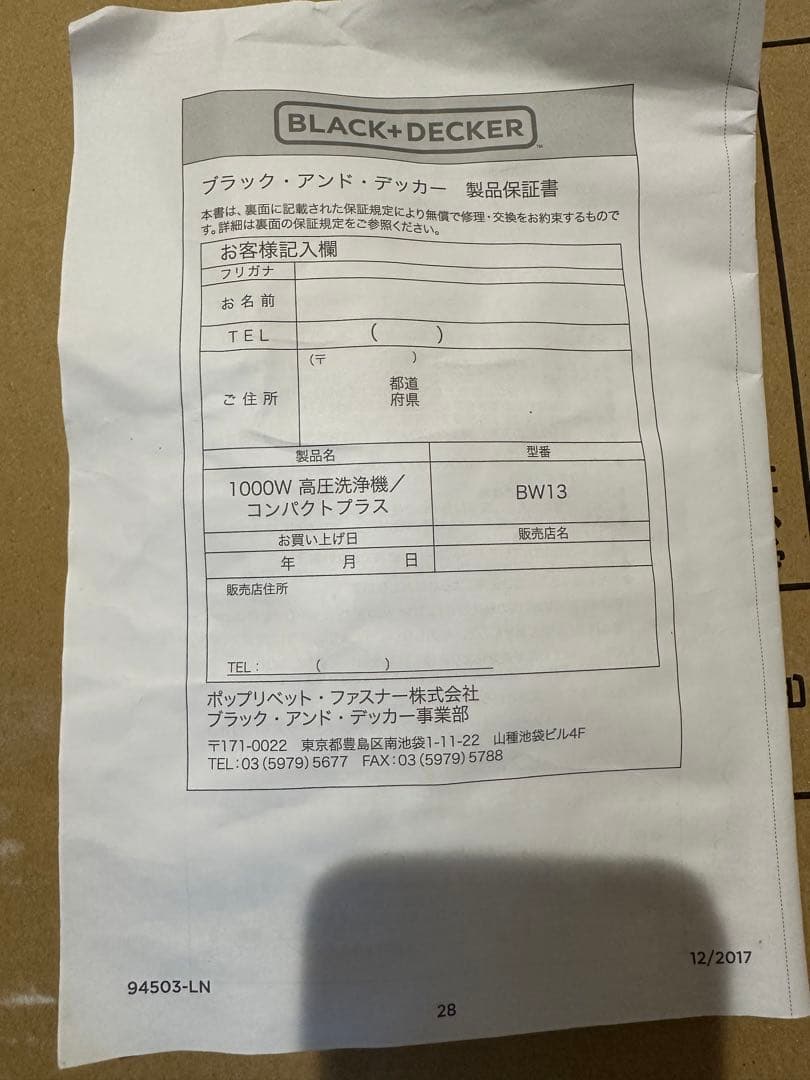 BLACK+DECKER
ブラック・アンド・デッカー 製品保証書
本書は、裏面に記載された保証規定により無償で修理・交換をお約束するもので
す。詳細は裏面の保証規定をご参照ください。
お客様記入欄
フリガナ
お名前
TEL ( )
ご住所 (〒 )
都道
府県
製品名 型番
1000W 高圧洗浄機／
コンパクトプラス
BW13
お買い上げ日 販売店名
年 月 日
販売店住所
TEL： ( )
ポップリベット・ファスナー株式会社
ブラック・アンド・デッカー事業部
〒171-0022 東京都豊島区南池袋1-11-22 山種池袋ビル4F
TEL：03(5979)5677 FAX：03(5979)5788
12/2017
94503-LN
28